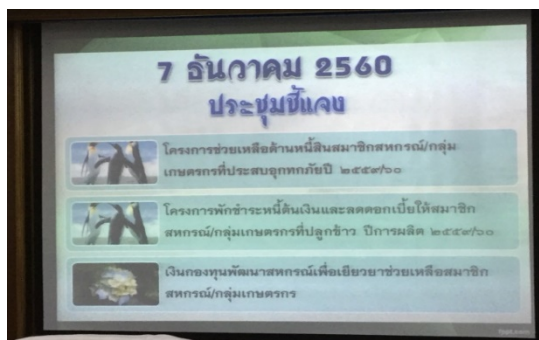 7 ธันวาคม 2560
ประชุมชี้แจง
โครงการช่วยเหลือด้านหนี้สินสมาชิกสหกรณ์/กลุ่ม
เกษตรกรที่ประสบอุทกภัยปี ๒๕๕๙/๖๐
โครงการพักชำระหนี้ต้นเงินและลดดอกเบี้ยให้สมาชิก
สหกรณ์/กลุ่มเกษตรกรที่ปลูกข้าว ปีการผลิต ๒๕๕๙/๖๐
เงินกองทุนพัฒนาสหกรณ์เพื่อเยียวยาช่วยเหลือสมาชิก
สหกรณ์/กลุ่มเกษตรกร